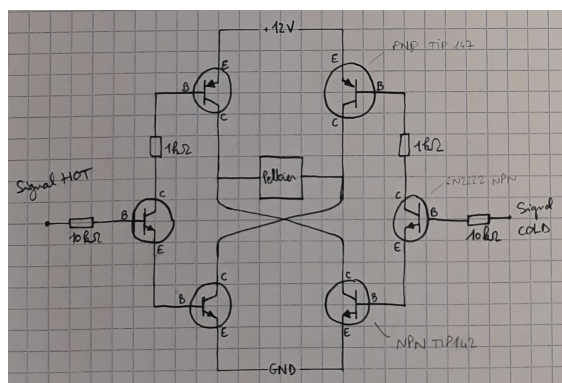 +12V
PNP TIP 147
E
E
B
B
C
C
1kΩ
1kΩ
Signal HOT
Peltier
2N2222 NPN
C
C
Signal
COLD
B
B
10kΩ
10kΩ
E
E
C
C
B
B
E
E
NPN TIP142
GND